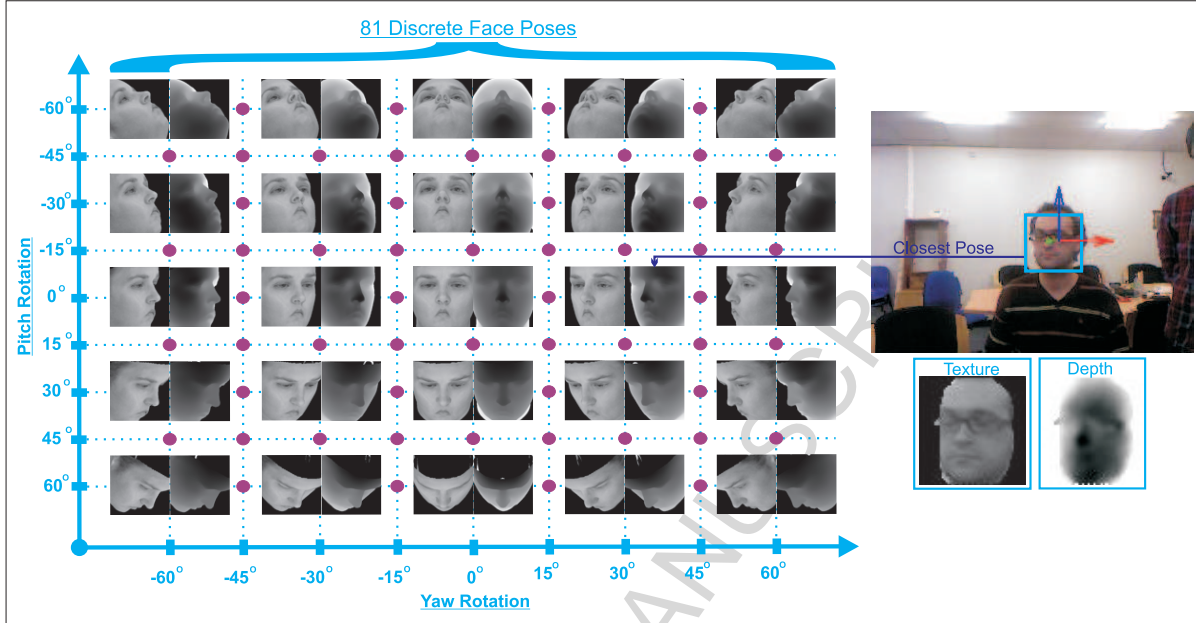 81 Discrete Face Poses
-60°
-45°
-30°
-15°
0°
15°
30°
45°
60°
Pitch Rotation
-60°
-45°
-30°
-15°
0°
15°
30°
45°
60°
Yaw Rotation
Closest Pose
Texture
Depth
ANUSCRI